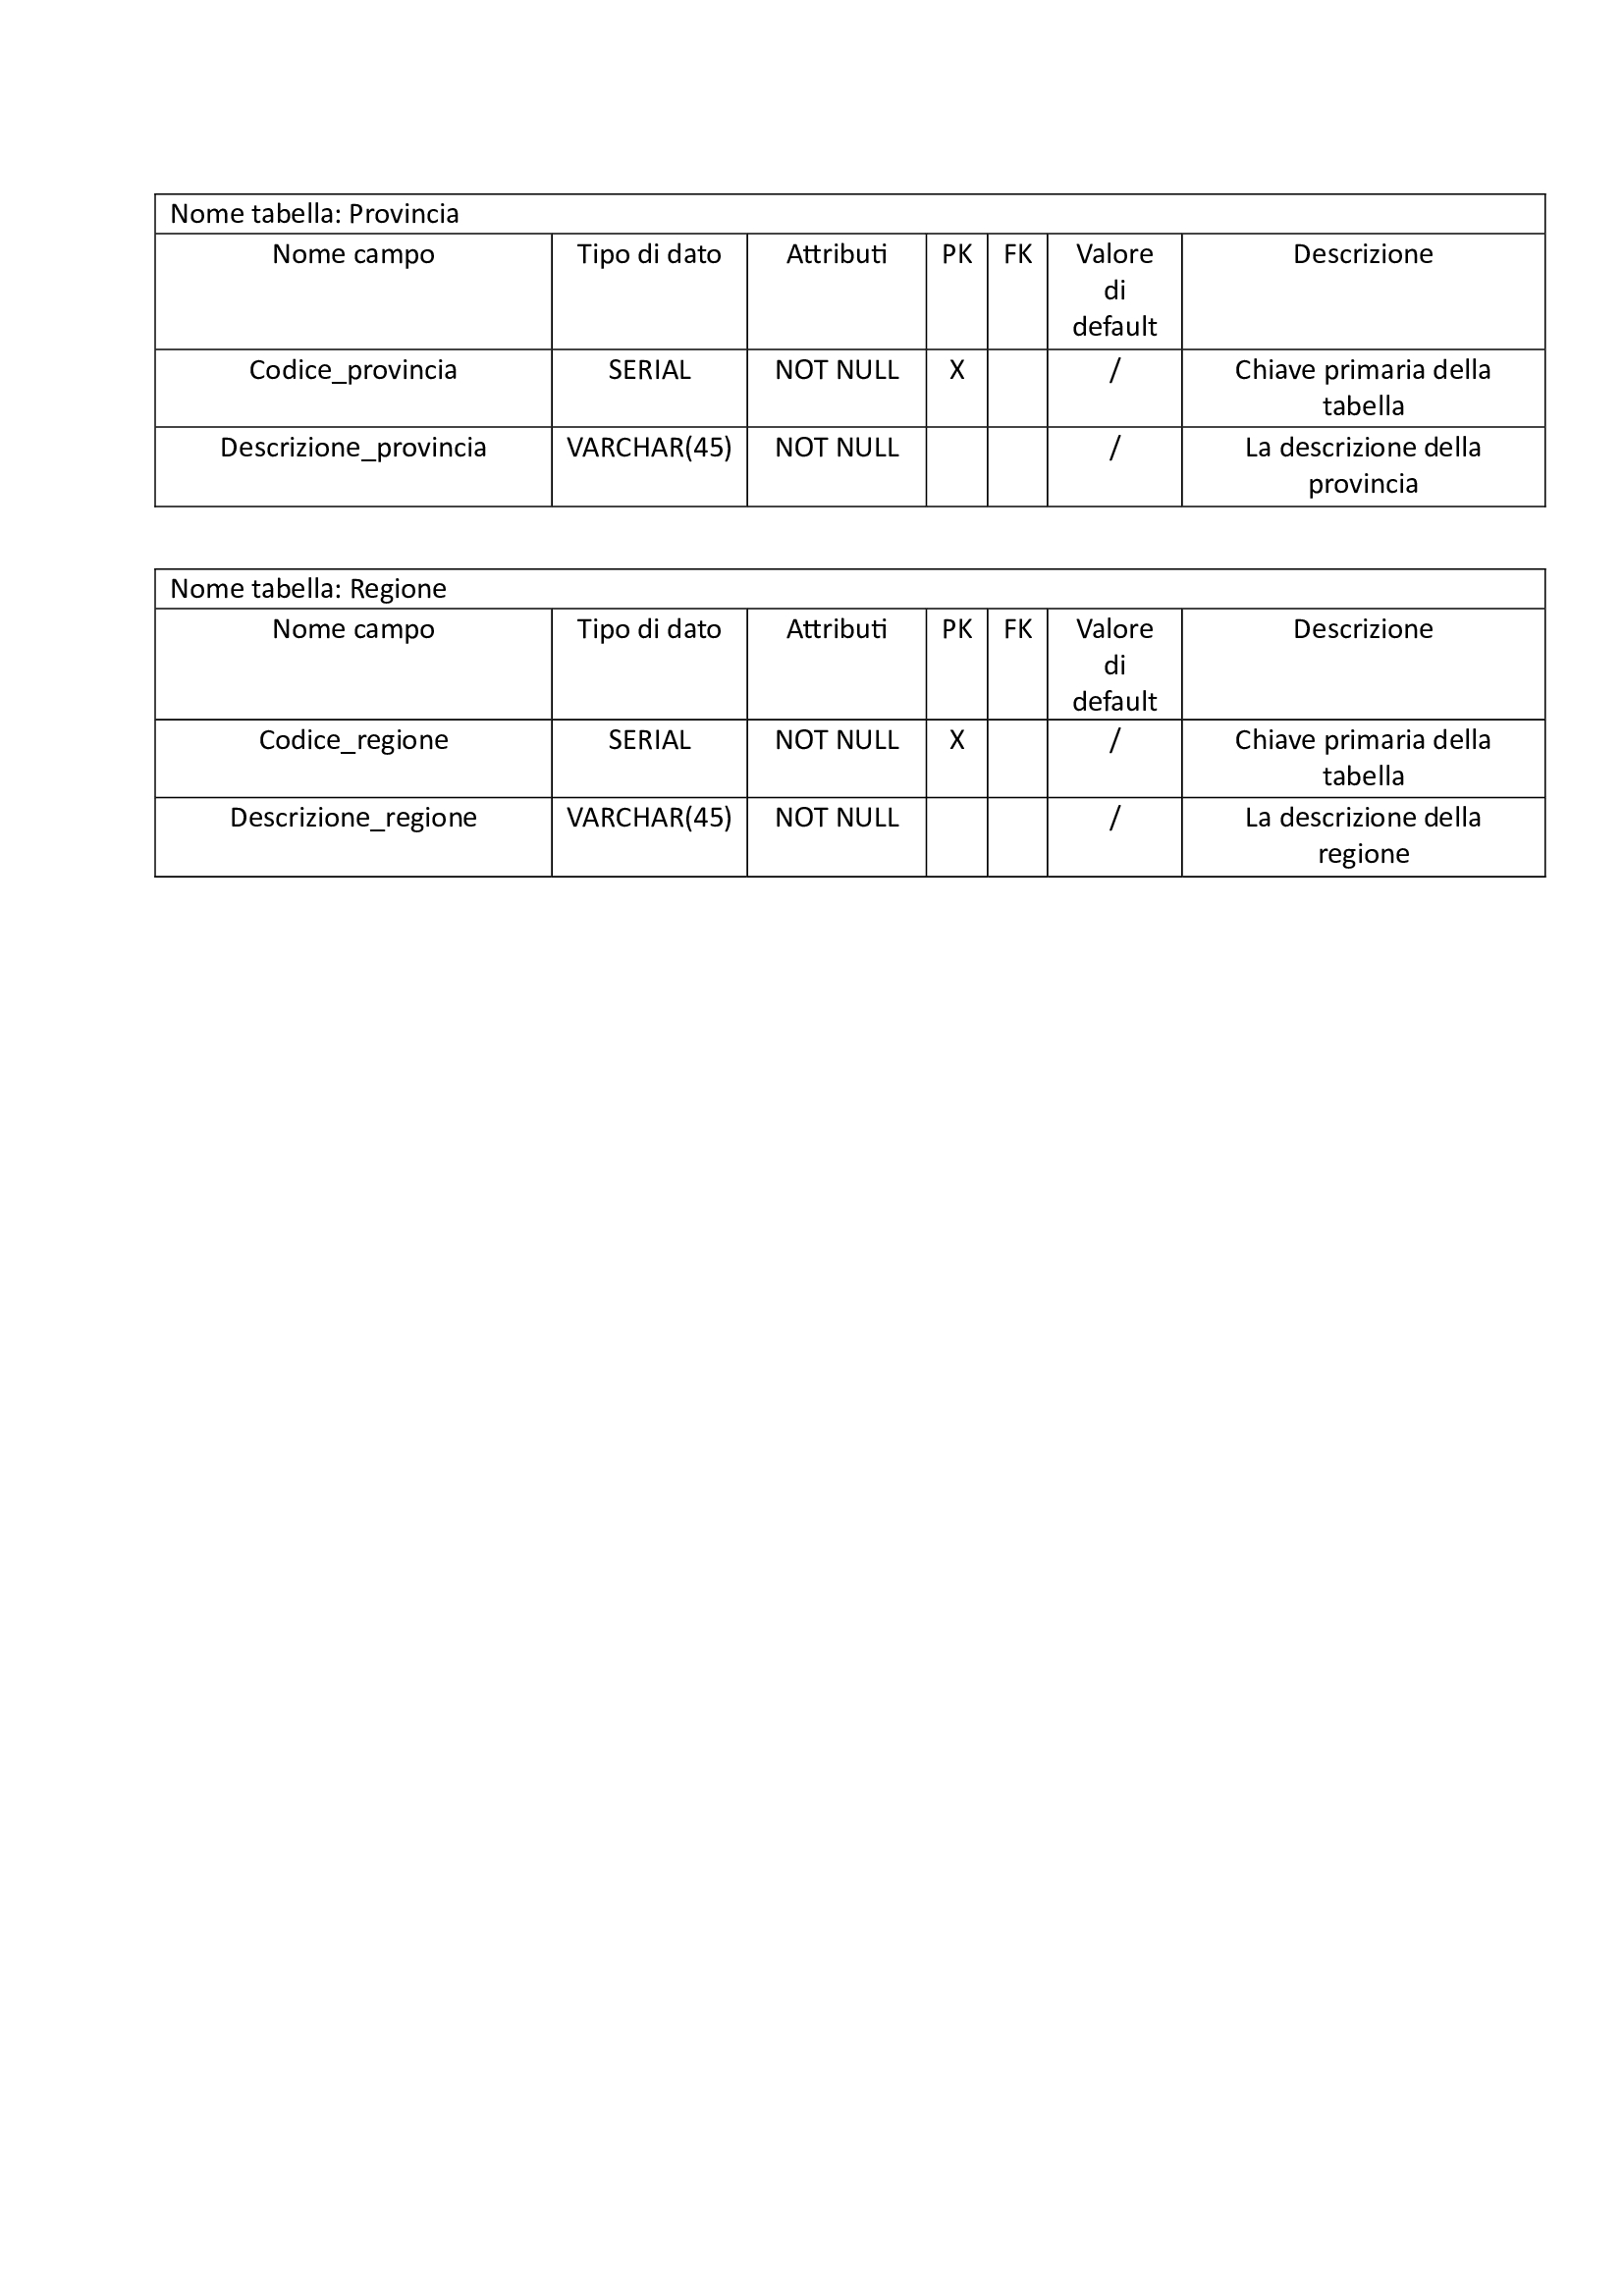 Nome tabella: Provincia
Nome campo Tipo di dato Attributi PK FK Valore di default Descrizione
Codice_provincia SERIAL NOT NULL X / Chiave primaria della tabella
Descrizione_provincia VARCHAR(45) NOT NULL / La descrizione della provincia
Nome tabella: Regione
Nome campo Tipo di dato Attributi PK FK Valore di default Descrizione
Codice_regione SERIAL NOT NULL X / Chiave primaria della tabella
Descrizione_regione VARCHAR(45) NOT NULL / La descrizione della regione